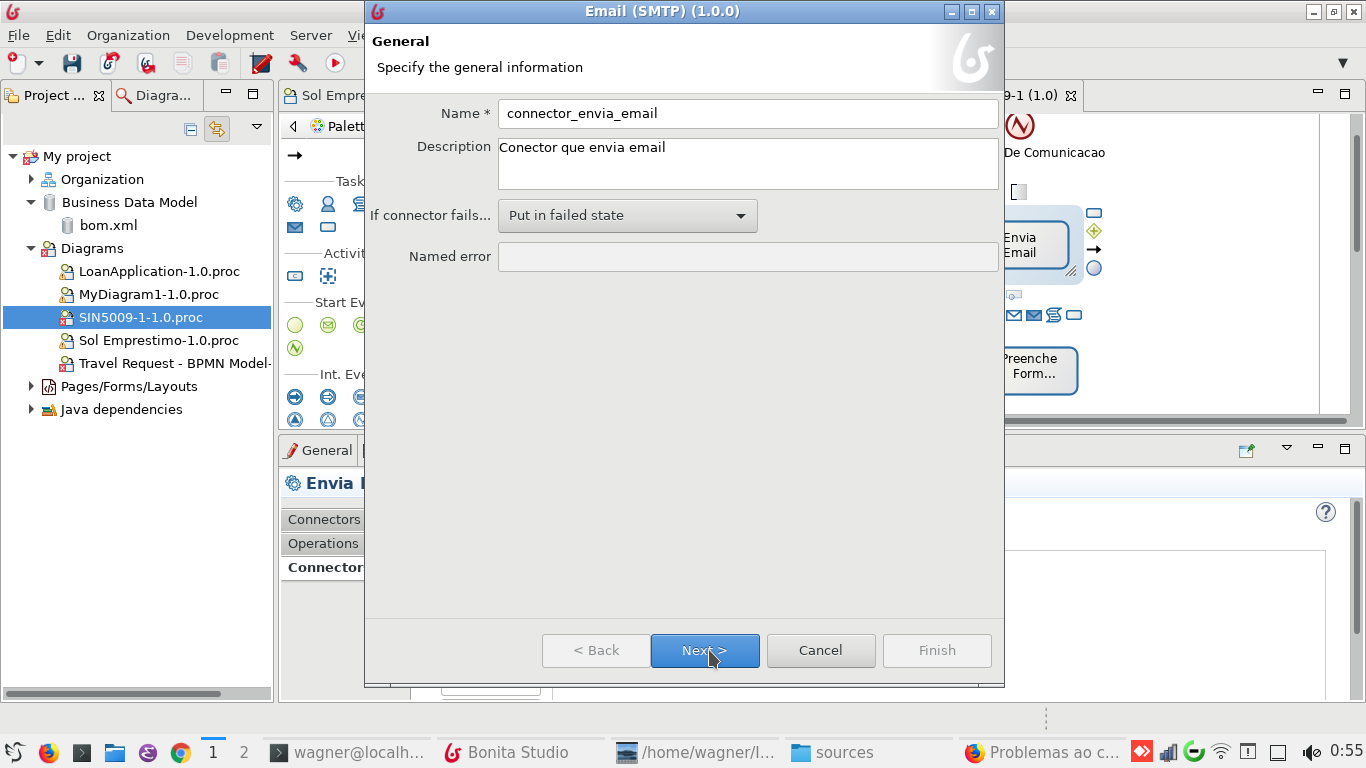 Email (SMTP) (1.0.0)
File Edit Organization Development Server
General
Specify the general information
Project ...
Diagra...
Sol Empre
9-1 (1.0)
Palett
Name *
connector_envia_email
Description
Conector que envia email
If connector fails...
Put in failed state
Named error
My project
Organization
Business Data Model
bom.xml
Diagrams
LoanApplication-1.0.proc
MyDiagram1-1.0.proc
SIN5009-1-1.0.proc
Sol Emprestimo-1.0.proc
Travel Request - BPMN Model-
Pages/Forms/Layouts
Java dependencies
Task
Activit
Start Ev
Int. Eve
De Comunicacao
Envia
Email
Preenche
Form...
General
Envia
Connectors
Operations
Connector
< Back
Next >
Cancel
Finish
1
2
wagner@localh...
Bonita Studio
/home/wagner/I...
sources
Problemas ao c...
0:55